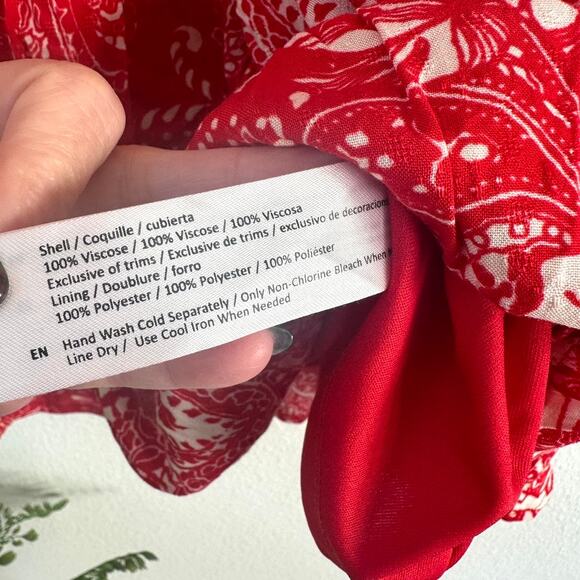 Shell / Coquille / cubierta
100% Viscose / 100% Viscose / 100% Viscosa
Exclusive of trims / Exclusive de trims / exclusivo de decoraciones
Lining / Doublure / forro
100% Polyester / 100% Polyester / 100% Poliéster
EN Hand Wash Cold Separately / Only Non-Chlorine Bleach When
Line Dry / Use Cool Iron When Needed